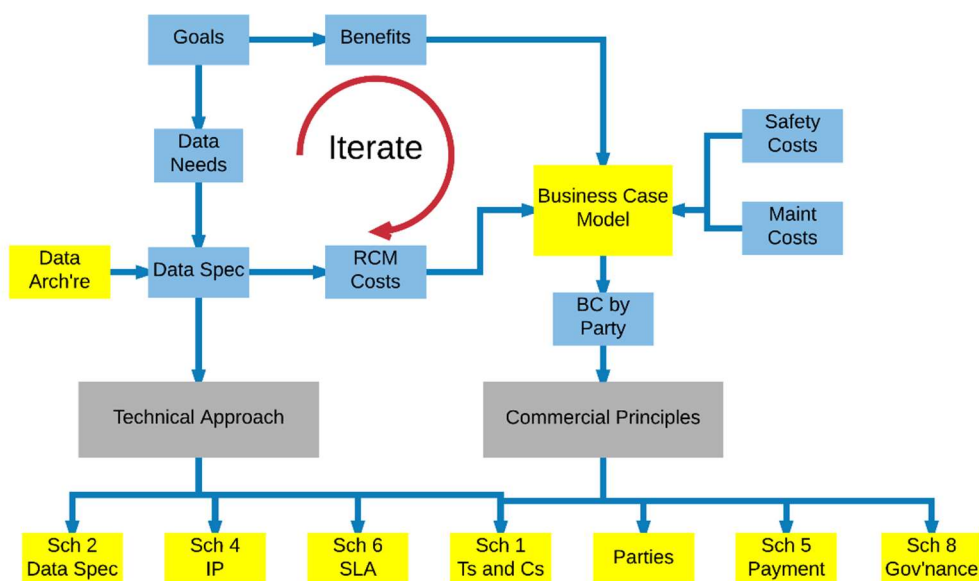 Goals
Benefits
Data
Needs
Iterate
Safety
Costs
Business Case
Model
Maint
Costs
Data
Arch're
Data Spec
RCM
Costs
BC by
Party
Technical Approach
Commercial Principles
Sch 2
Data Spec
Sch 4
IP
Sch 6
SLA
Sch 1
Ts and Cs
Parties
Sch 5
Payment
Sch 8
Gov'nance